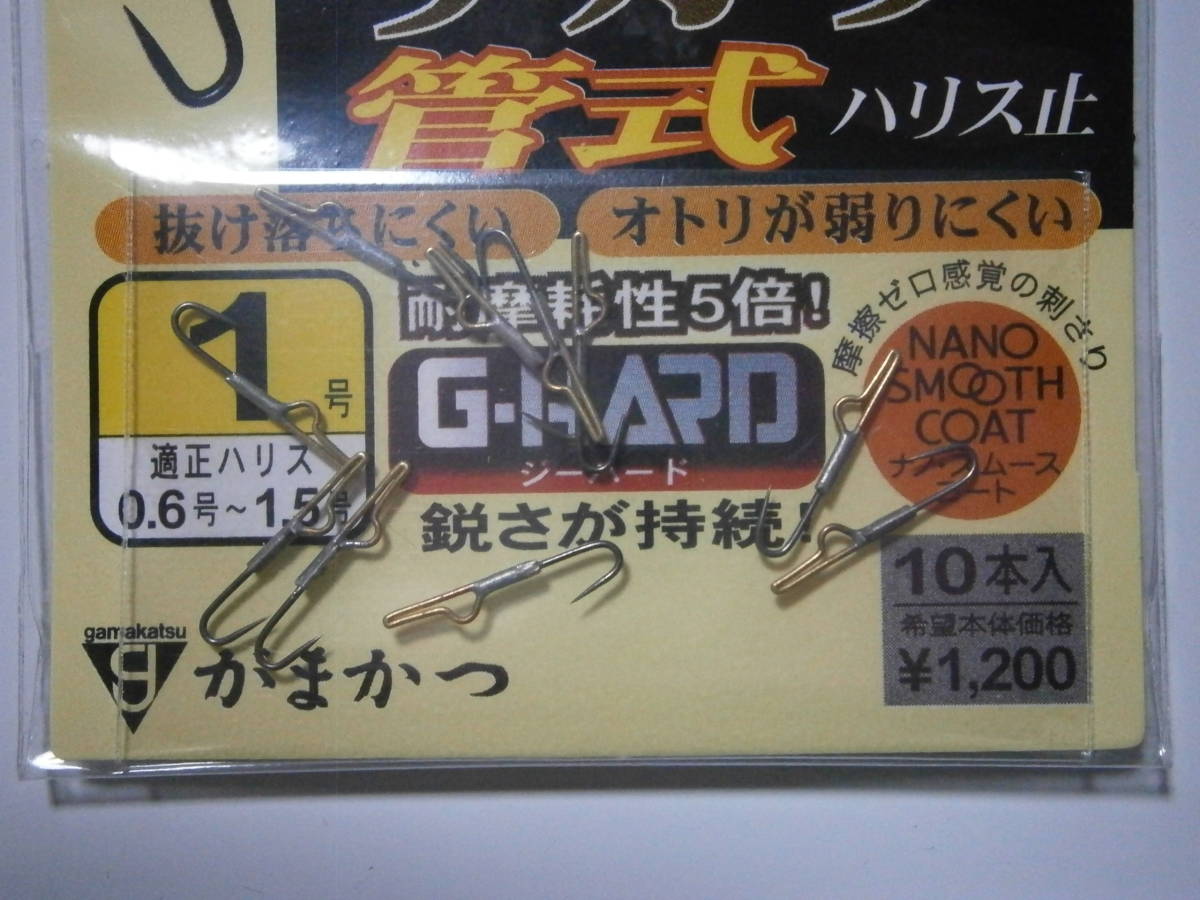 管式 ハリス止
抜け落ちにくい オトリが弱りにくい
耐摩耗性5倍!
G-HARD
ジーハード
鋭さが持続!
摩擦ゼロ感覚の刺さり
NANO
SMOOTH
COAT
ナノスムース
コート
1号
適正ハリス
0.6号~1.5号
10本入
希望本体価格
¥1,200
gamakatsu
g がまかつ